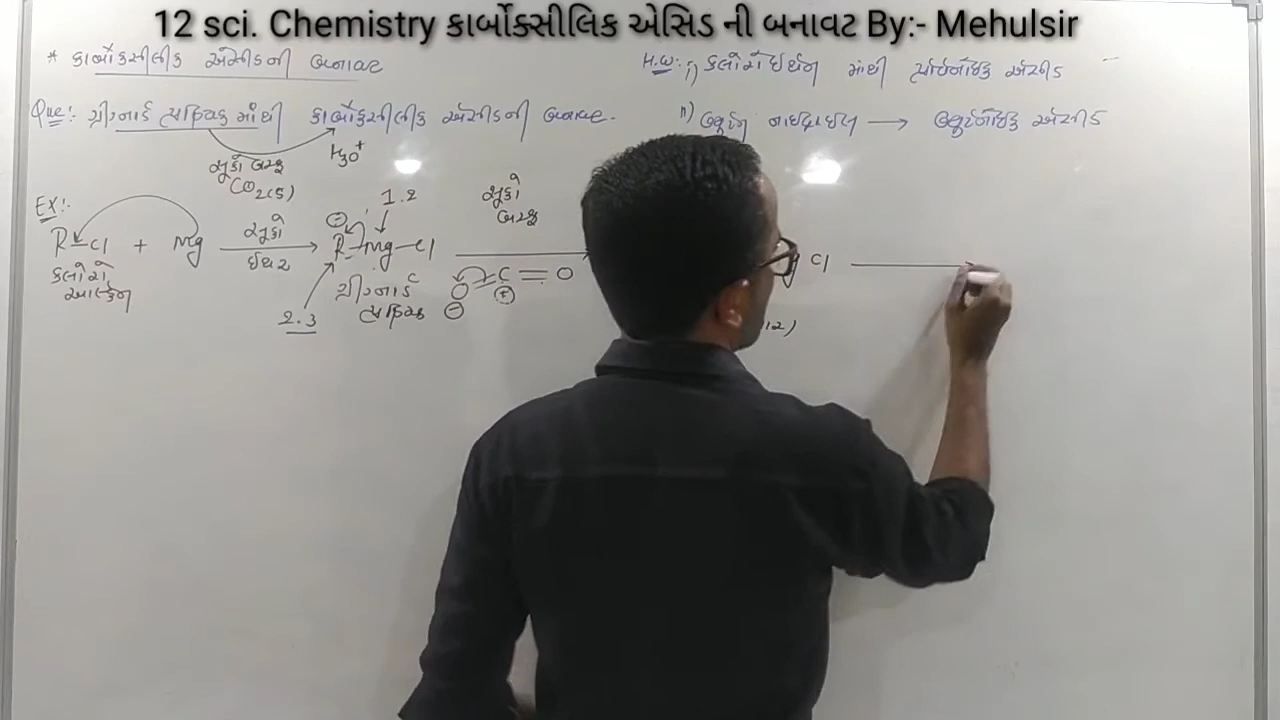 12 sci. Chemistry કાર્બોક્સીલિક એસિડ ની બનાવટ By:- Mehulsir
* કાર્બોક્સીલીક એસીડની બનાવટ
Que:- ગ્રીગ્નાર્ડ પ્રક્રિયક માંથી કાર્બોક્સીલીક એસીડની બનાવટ.
સૂકો બરફ
CO2(s)
H3O+
H.W:- i) ક્લોરો ઈથેન માંથી પ્રોપેનોઈક એસીડ
ii) બ્યુટેન નાઈટ્રાઈલ → બ્યુટેનોઈક એસીડ
EX:-
R-Cl + Mg
સૂકો
ઈથર
R-Mg-Cl
1.2
સૂકો
બરફ
O=C=O
Cl
ક્લોરો
આલ્કેન
ગ્રીગ્નાર્ડ
પ્રક્રિયક
2.3